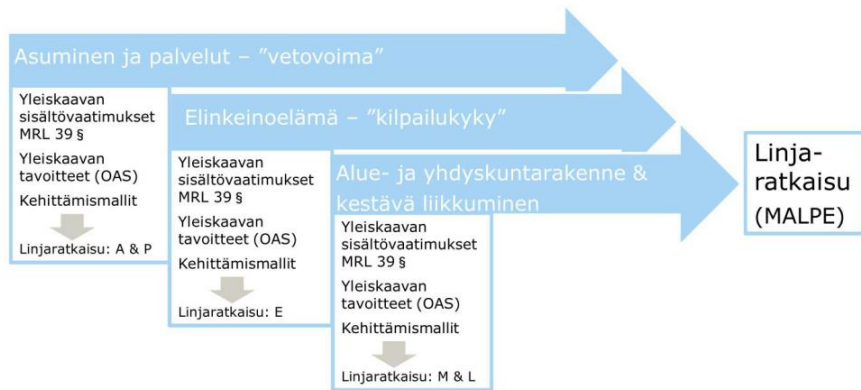 Asuminen ja palvelut – ”vetovoima”
Yleiskaavan
sisältövaatimukset
MRL 39 §
Yleiskaavan
tavoitteet (OAS)
Kehittämismallit
Linjaratkaisu: A & P
Elinkeinoelämä – ”kilpailukyky”
Yleiskaavan
sisältövaatimukset
MRL 39 §
Yleiskaavan
tavoitteet (OAS)
Kehittämismallit
Linjaratkaisu: E
Alue- ja yhdyskuntarakenne &
kestävä liikkuminen
Yleiskaavan
sisältövaatimukset
MRL 39 §
Yleiskaavan
tavoitteet (OAS)
Kehittämismallit
Linjaratkaisu: M & L
Linja-
ratkaisu
(MALPE)